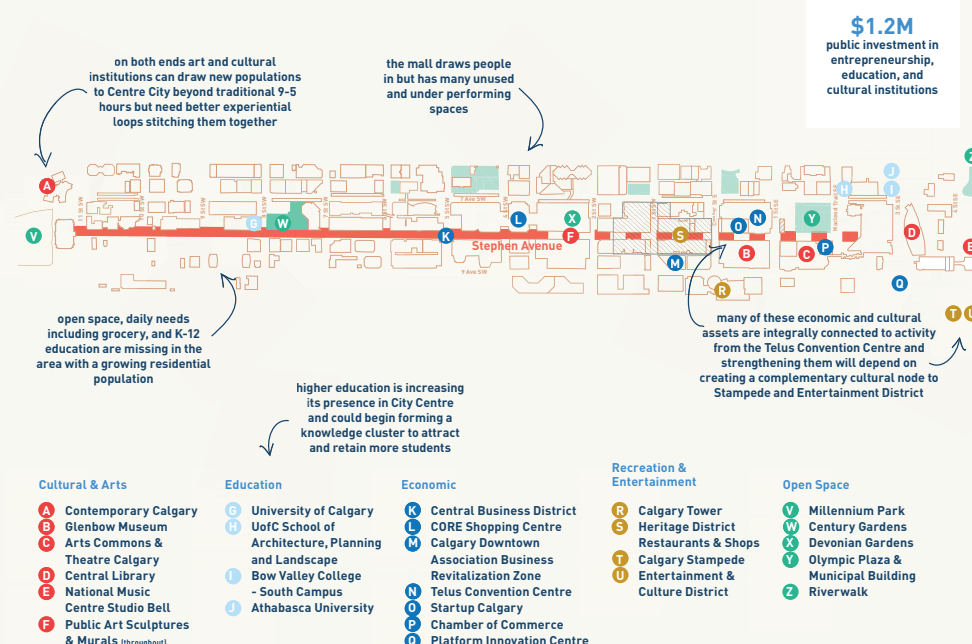 $1.2M
public investment in
entrepreneurship,
education, and
cultural institutions
on both ends art and cultural
institutions can draw new populations
to Centre City beyond traditional 9-5
hours but need better experiential
loops stitching them together
the mall draws people
in but has many unused
and under performing
spaces
Z
J
A
H
I
7 Ave SW
G
W
L
X
Y
O
N
V
K
F
S
D
Stephen Avenue
P
E
B
C
M
9 Ave SW
R
Q
T
U
open space, daily needs
including grocery, and K-12
education are missing in the
area with a growing residential
population
many of these economic and cultural
assets are integrally connected to activity
from the Telus Convention Centre and
strengthening them will depend on
creating a complementary cultural node to
Stampede and Entertainment District
higher education is increasing
its presence in City Centre
and could begin forming a
knowledge cluster to attract
and retain more students
Cultural & Arts
A Contemporary Calgary
B Glenbow Museum
C Arts Commons &
Theatre Calgary
D Central Library
E National Music
Centre Studio Bell
F Public Art Sculptures
& Murals (throughout)
Education
G University of Calgary
H UofC School of
Architecture, Planning
and Landscape
I Bow Valley College
- South Campus
J Athabasca University
Economic
K Central Business District
L CORE Shopping Centre
M Calgary Downtown
Association Business
Revitalization Zone
N Telus Convention Centre
O Startup Calgary
P Chamber of Commerce
Q Platform Innovation Centre
Recreation &
Entertainment
R Calgary Tower
S Heritage District
Restaurants & Shops
T Calgary Stampede
U Entertainment &
Culture District
Open Space
V Millennium Park
W Century Gardens
X Devonian Gardens
Y Olympic Plaza &
Municipal Building
Z Riverwalk